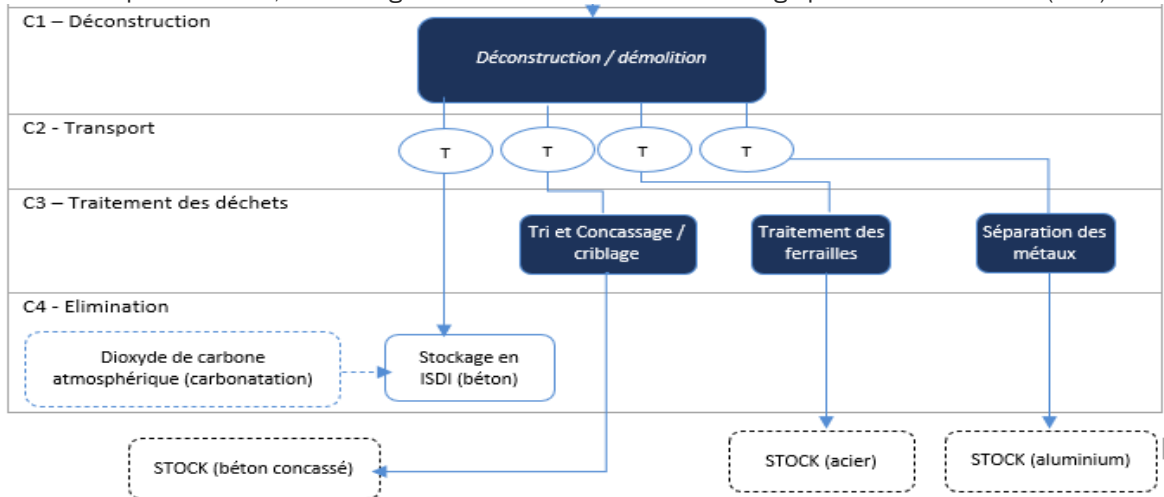 C1 – Déconstruction
Déconstruction / démolition
C2 - Transport
T
T
T
T
C3 – Traitement des déchets
Tri et Concassage /
criblage
Traitement des
ferrailles
Séparation des
métaux
C4 - Elimination
Dioxyde de carbone
atmosphérique (carbonatation)
Stockage en
ISDI (béton)
STOCK (béton concassé)
STOCK (acier)
STOCK (aluminium)